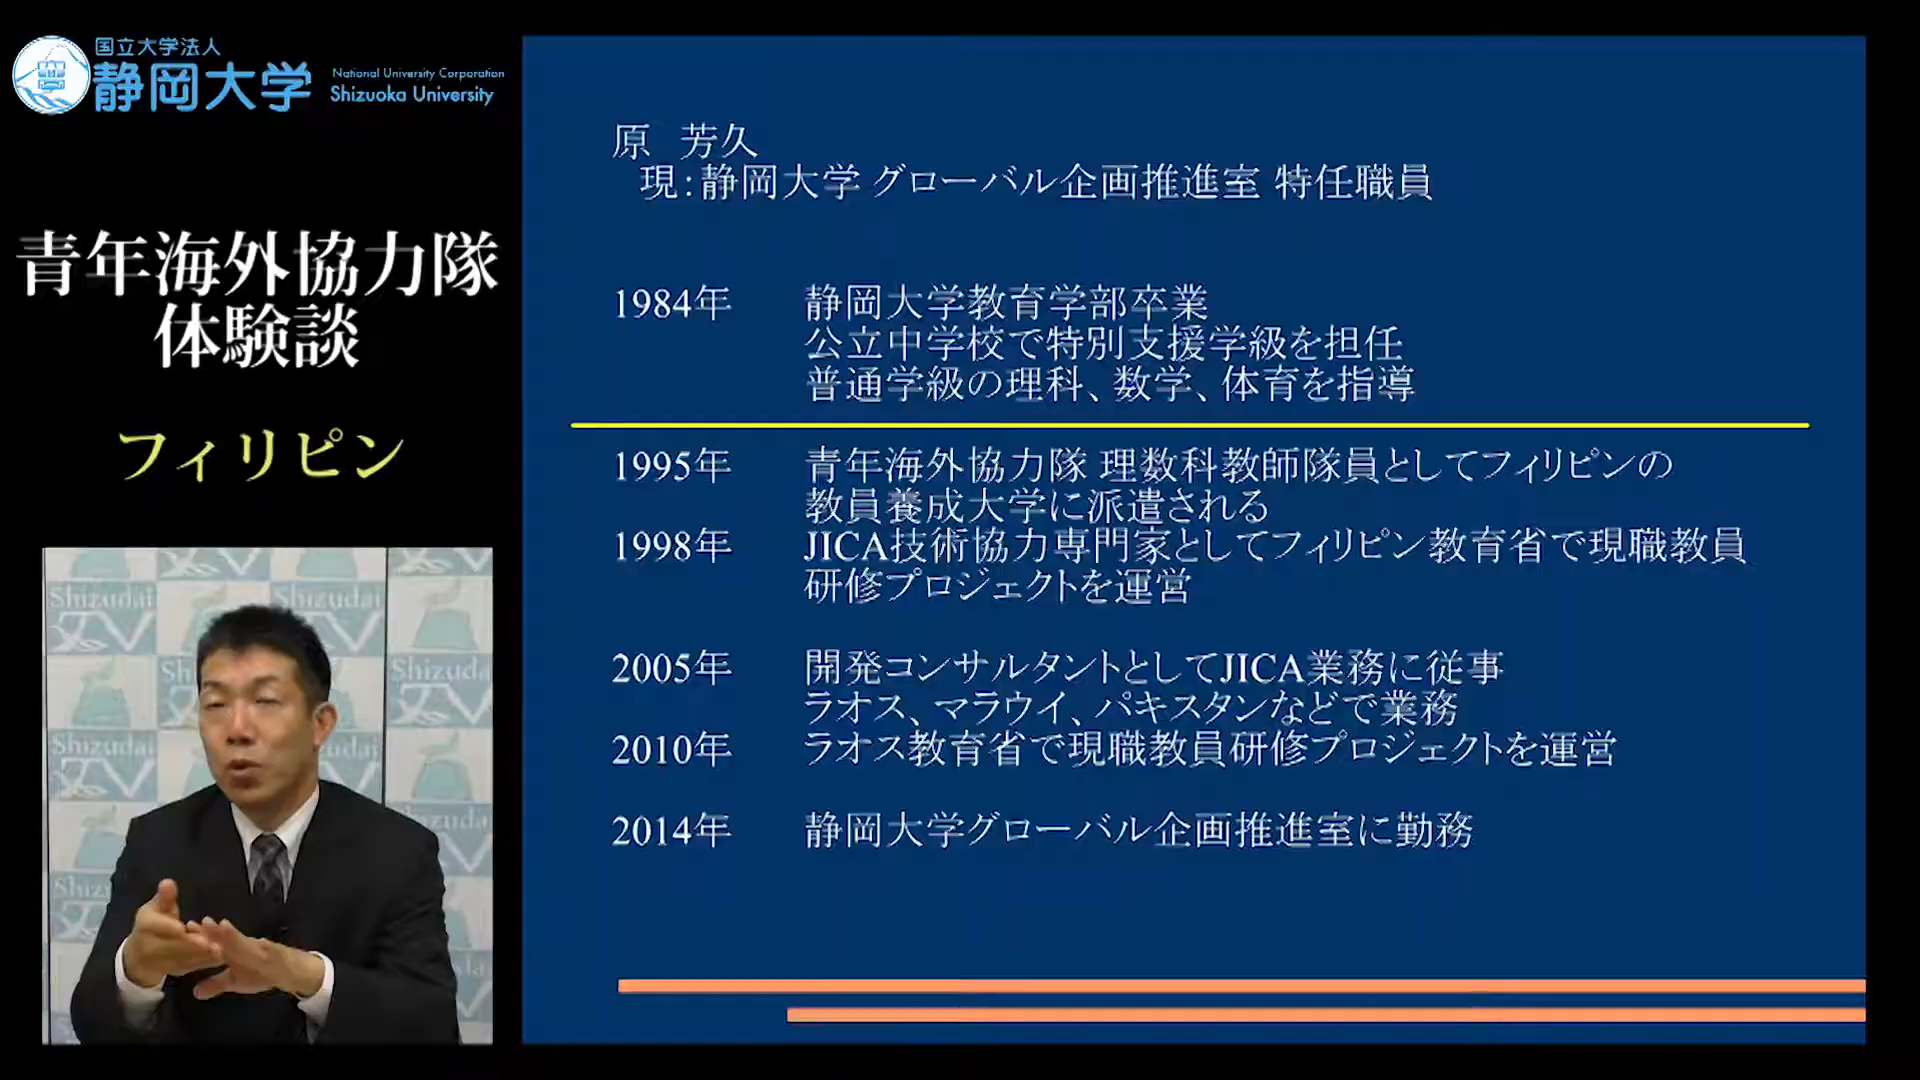 国立大学法人
静岡大学
National University Corporation
Shizuoka University
青年海外協力隊
体験談
フィリピン
Shizudai
TV
原 芳久
現：静岡大学 グローバル企画推進室 特任職員
1984年 静岡大学教育学部卒業
公立中学校で特別支援学級を担任
普通学級の理科、数学、体育を指導
1995年 青年海外協力隊 理数科教師隊員としてフィリピンの
教員養成大学に派遣される
1998年 JICA技術協力専門家としてフィリピン教育省で現職教員
研修プロジェクトを運営
2005年 開発コンサルタントとしてJICA業務に従事
ラオス、マラウイ、パキスタンなどで業務
2010年 ラオス教育省で現職教員研修プロジェクトを運営
2014年 静岡大学グローバル企画推進室に勤務